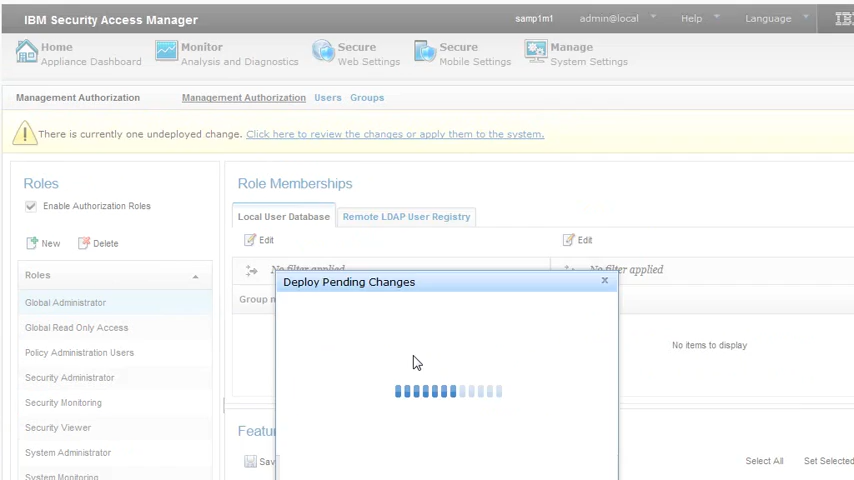 IBM Security Access Manager
samp1m1
admin@local
Help
Language
IBM
Home
Appliance Dashboard
Monitor
Analysis and Diagnostics
Secure
Web Settings
Secure
Mobile Settings
Manage
System Settings
Management Authorization
Management Authorization
Users
Groups
There is currently one undeployed change. Click here to review the changes or apply them to the system.
Roles
Enable Authorization Roles
New
Delete
Roles
Global Administrator
Global Read Only Access
Policy Administration Users
Security Administrator
Security Monitoring
Security Viewer
System Administrator
System Monitoring
Role Memberships
Local User Database
Remote LDAP User Registry
Edit
Edit
No filter applied
No filter applied
Group n
No items to display
Deploy Pending Changes
x
Featu
Sav
Select All
Set Selected